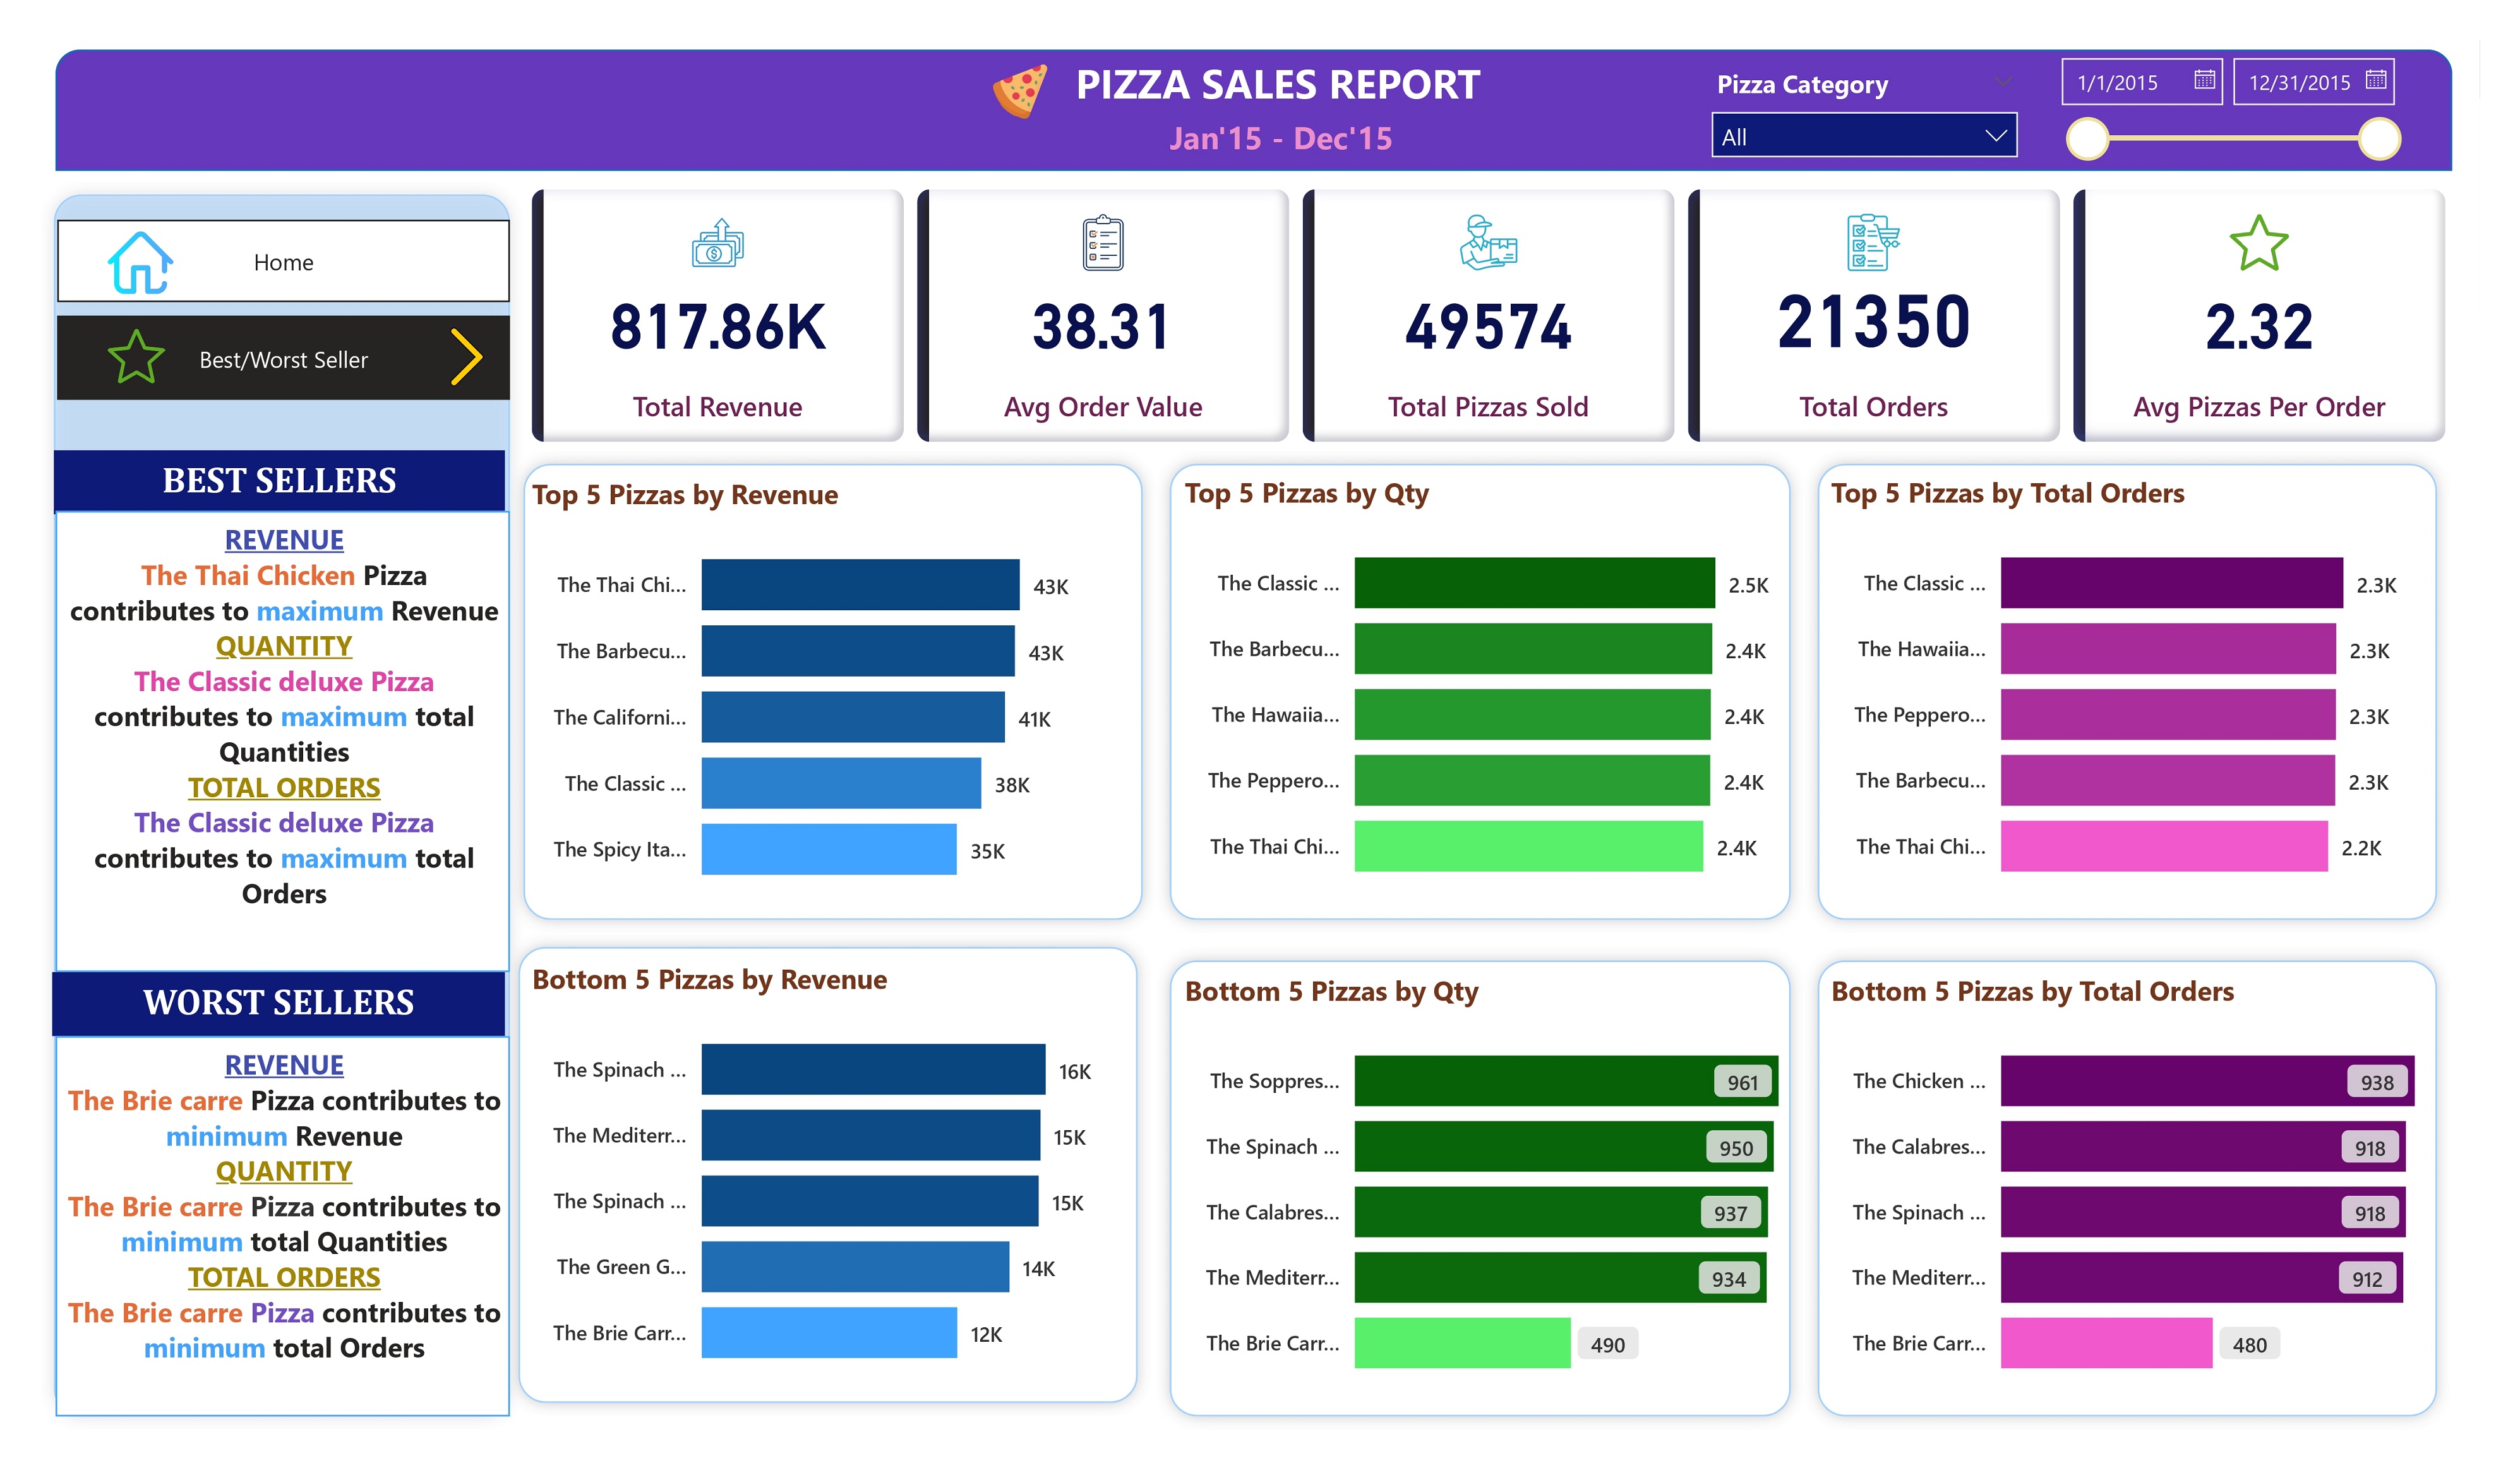 PIZZA SALES REPORT
Jan'15 - Dec'15
Pizza Category
All
1/1/2015
12/31/2015
Home
Best/Worst Seller
817.86K
Total Revenue
38.31
Avg Order Value
49574
Total Pizzas Sold
21350
Total Orders
2.32
Avg Pizzas Per Order
BEST SELLERS
REVENUE
The Thai Chicken Pizza
contributes to maximum Revenue
QUANTITY
The Classic deluxe Pizza
contributes to maximum total
Quantities
TOTAL ORDERS
The Classic deluxe Pizza
contributes to maximum total
Orders
WORST SELLERS
REVENUE
The Brie carre Pizza contributes to
minimum Revenue
QUANTITY
The Brie carre Pizza contributes to
minimum total Quantities
TOTAL ORDERS
The Brie carre Pizza contributes to
minimum total Orders
Top 5 Pizzas by Revenue
The Thai Chi... 43K
The Barbecu... 43K
The Californi... 41K
The Classic ... 38K
The Spicy Ita... 35K
Top 5 Pizzas by Qty
The Classic ... 2.5K
The Barbecu... 2.4K
The Hawaiia... 2.4K
The Peppero... 2.4K
The Thai Chi... 2.4K
Top 5 Pizzas by Total Orders
The Classic ... 2.3K
The Hawaiia... 2.3K
The Peppero... 2.3K
The Barbecu... 2.3K
The Thai Chi... 2.2K
Bottom 5 Pizzas by Revenue
The Spinach ... 16K
The Mediterr... 15K
The Spinach ... 15K
The Green G... 14K
The Brie Carr... 12K
Bottom 5 Pizzas by Qty
The Soppres... 961
The Spinach ... 950
The Calabres... 937
The Mediterr... 934
The Brie Carr... 490
Bottom 5 Pizzas by Total Orders
The Chicken ... 938
The Calabres... 918
The Spinach ... 918
The Mediterr... 912
The Brie Carr... 480